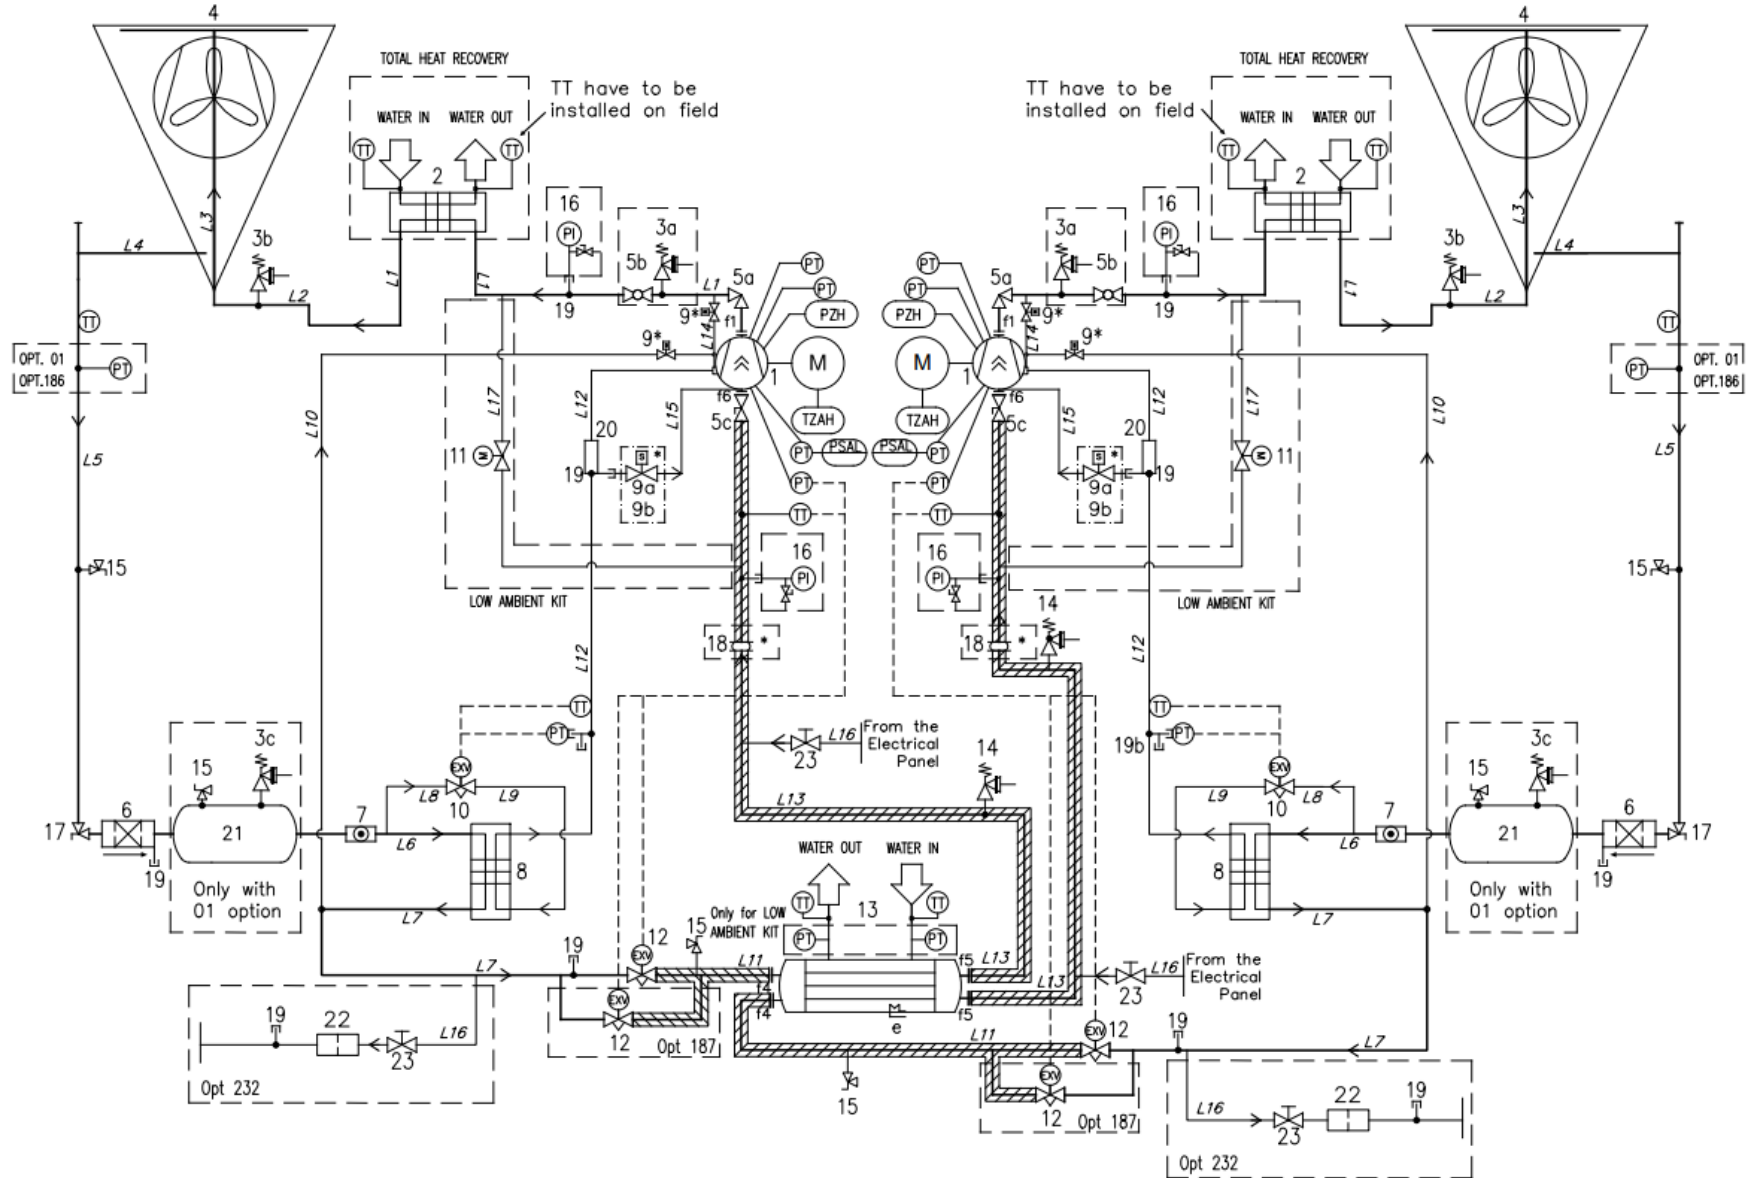 4
4
TOTAL HEAT RECOVERY
TOTAL HEAT RECOVERY
TT have to be
installed on field
TT have to be
installed on field
WATER IN
WATER OUT
WATER IN
WATER OUT
TT
TT
TT
TT
2
2
16
3a
3a
16
L3
L3
PI
PI
3b
L4
5b
5a
PT
PT
5a
5b
3b
L4
L1
L1
L1
L1
PT
PT
L2
L2
19
19
9*
f1
PZH
PZH
f1
9*
TT
TT
L14
L14
9*
9*
OPT. 01
OPT.186
PT
PT
OPT. 01
OPT.186
1
M
M
1
L10
L17
L12
L15
f6
f6
L15
L12
L17
L10
TZAH
TZAH
5c
5c
20
20
11
M
M
11
PT
PSAL
PSAL
PT
L5
L5
S
*
S
*
19
19
9a
9b
9a
9b
PT
PT
TT
TT
15
15
16
16
PI
PI
LOW AMBIENT KIT
LOW AMBIENT KIT
14
18
*
18
*
L12
L12
TT
TT
PT
19b
PT
From the
Electrical
Panel
L16
23
3c
3c
15
15
EXV
EXV
14
L8
L9
L9
L8
10
10
L13
6
7
7
6
17
21
21
17
L6
L6
8
8
19
19
WATER OUT
WATER IN
Only with
01 option
Only with
01 option
L7
L7
Only for LOW
AMBIENT KIT
TT
TT
13
PT
PT
15
12
19
EXV
L7
L11
f5
L13
L13
f4
f4
f5
From the
Electrical
Panel
L16
23
EXV
12
Opt 187
e
19
22
23
L16
Opt 232
L11
EXV
12
19
L7
15
EXV
12
Opt 187
L16
23
22
19
Opt 232